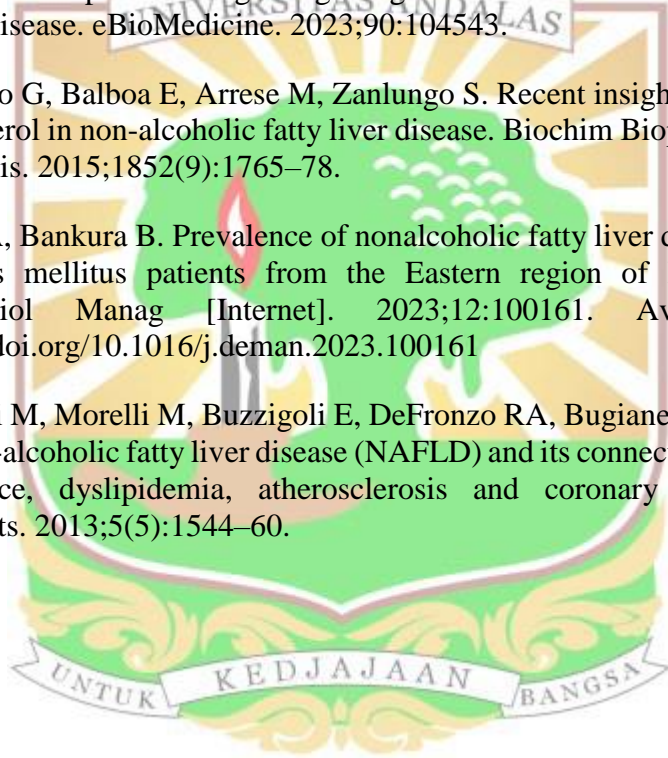 UNIVERSITAS ANDALAS
isease. eBioMedicine. 2023;90:104543.
o G, Balboa E, Arrese M, Zanlungo S. Recent insigh
erol in non-alcoholic fatty liver disease. Biochim Biop
is. 2015;1852(9):1765–78.
, Bankura B. Prevalence of nonalcoholic fatty liver d
s mellitus patients from the Eastern region of
iol Manag [Internet]. 2023;12:100161. Av
doi.org/10.1016/j.deman.2023.100161
i M, Morelli M, Buzzigoli E, DeFronzo RA, Bugiane
-alcoholic fatty liver disease (NAFLD) and its connect
ce, dyslipidemia, atherosclerosis and coronary
ts. 2013;5(5):1544–60.
UNTUK KEDJAJAAN BANGSA